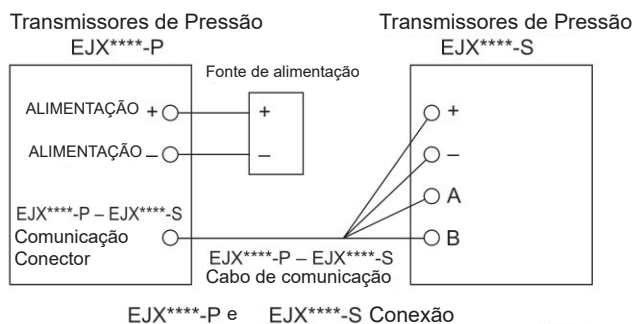 Transmissores de Pressão
EJX****-P
Transmissores de Pressão
EJX****-S
Fonte de alimentação
ALIMENTAÇÃO +
ALIMENTAÇÃO –
+
–
EJX****-P – EJX****-S
Comunicação
Conector
+
–
A
B
EJX****-P – EJX****-S
Cabo de comunicação
EJX****-P e EJX****-S Conexão